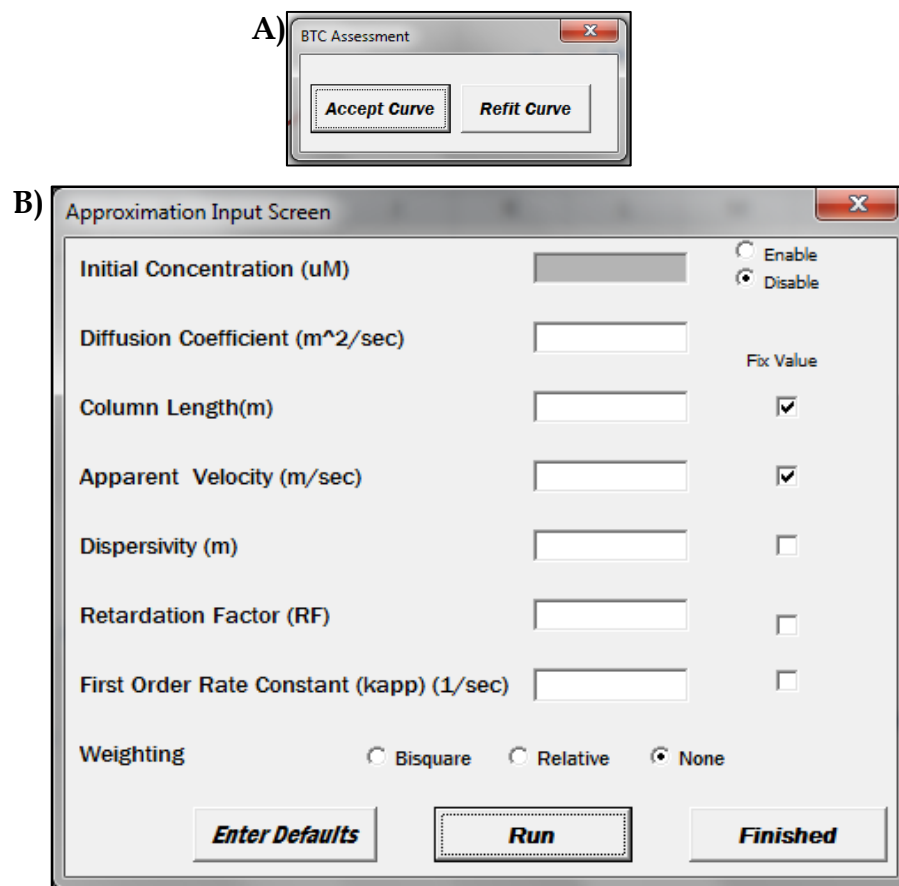 A)
BTC Assessment
Accept Curve Refit Curve
B)
Approximation Input Screen
Initial Concentration (uM)
Enable
Disable
Diffusion Coefficient (m^2/sec)
Fix Value
Column Length(m)
Apparent Velocity (m/sec)
Dispersivity (m)
Retardation Factor (RF)
First Order Rate Constant (kapp) (1/sec)
Weighting Bisquare Relative None
Enter Defaults Run Finished